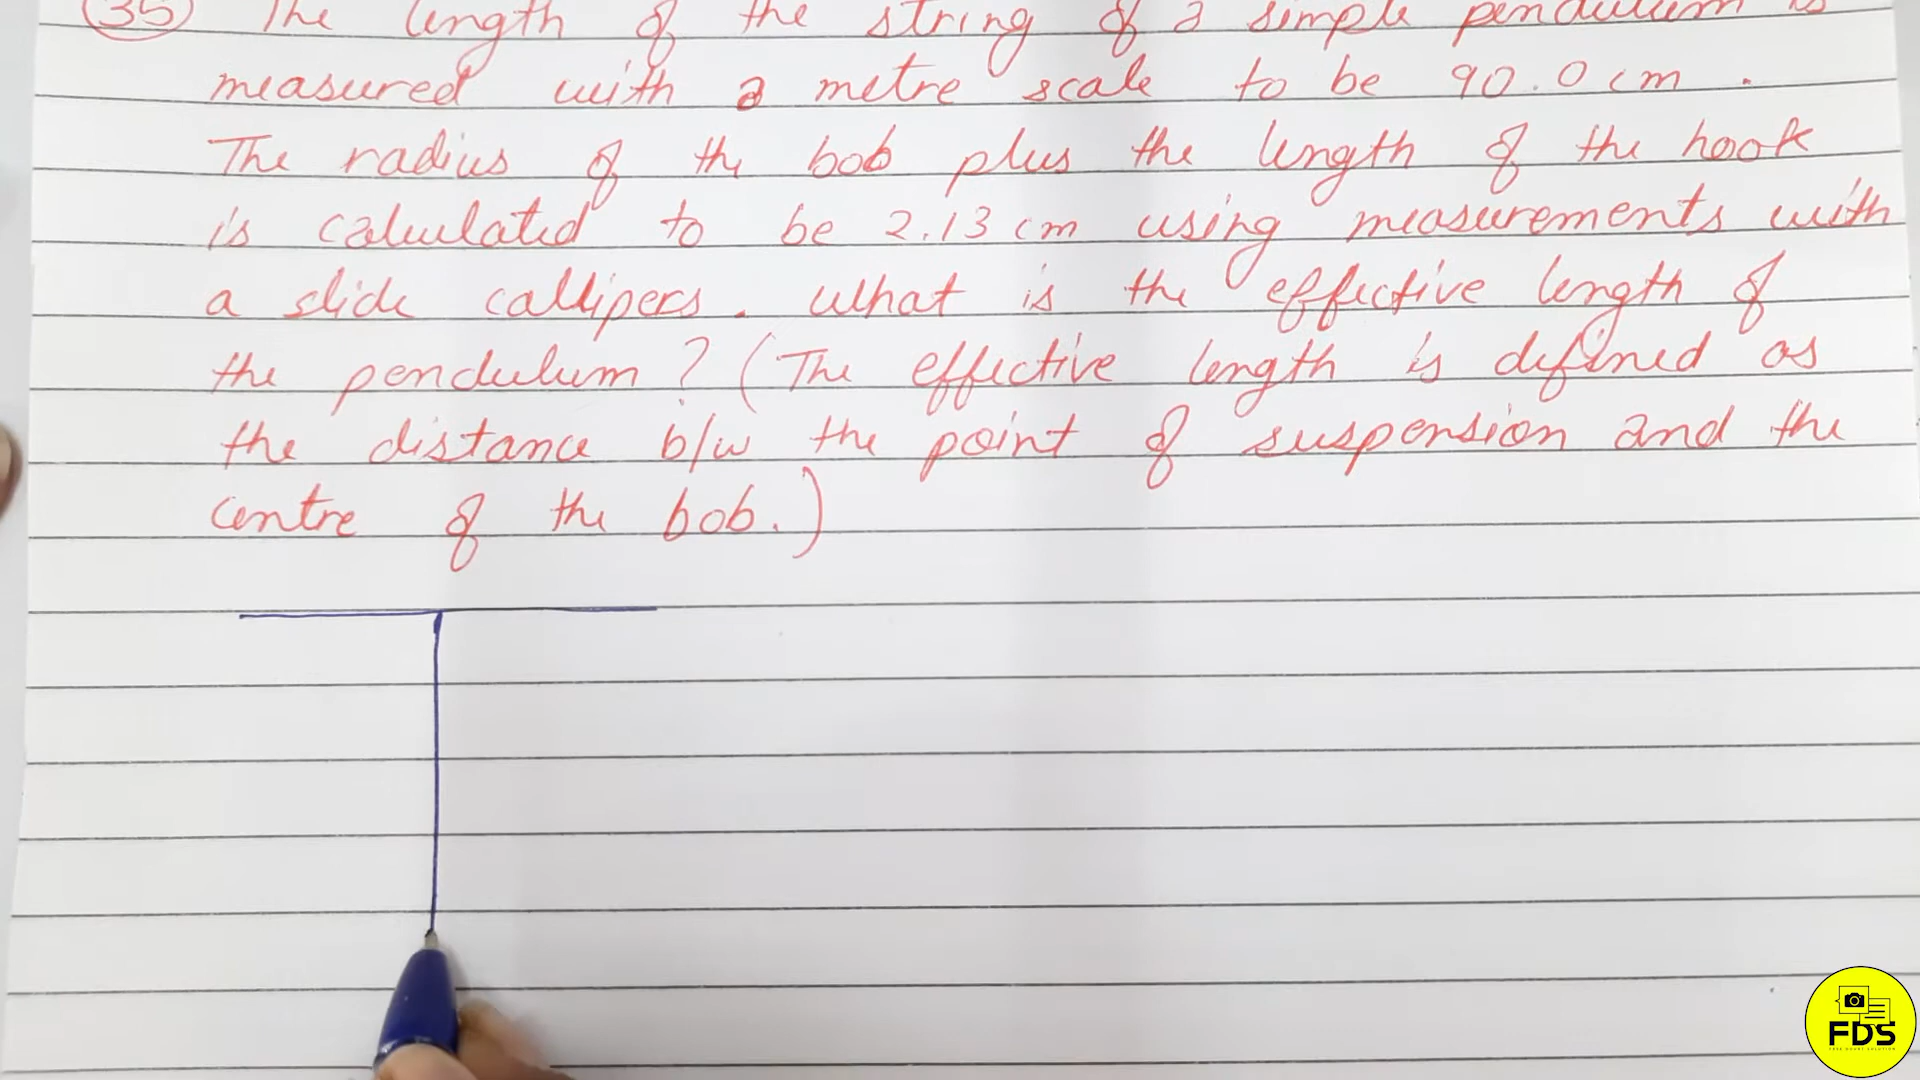 35 The length of the string of a simple pendulum is
measured with a metre scale to be 90.0 cm .
The radius of the bob plus the length of the hook
is calculated to be 2.13 cm using measurements with
a slide callipers. What is the effective length of
the pendulum? (The effective length is defined as
the distance b/w the point of suspension and the
centre of the bob.)
FDS